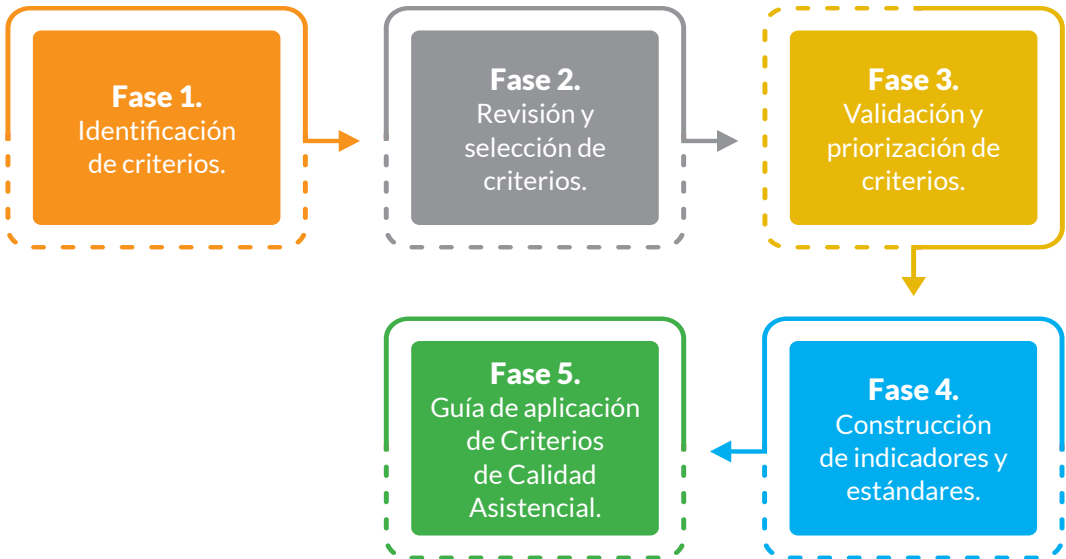 Fase 1.
Identificación
de criterios.
Fase 2.
Revisión y
selección de
criterios.
Fase 3.
Validación y
priorización de
criterios.
Fase 4.
Construcción
de indicadores y
estándares.
Fase 5.
Guía de aplicación
de Criterios
de Calidad
Asistencial.